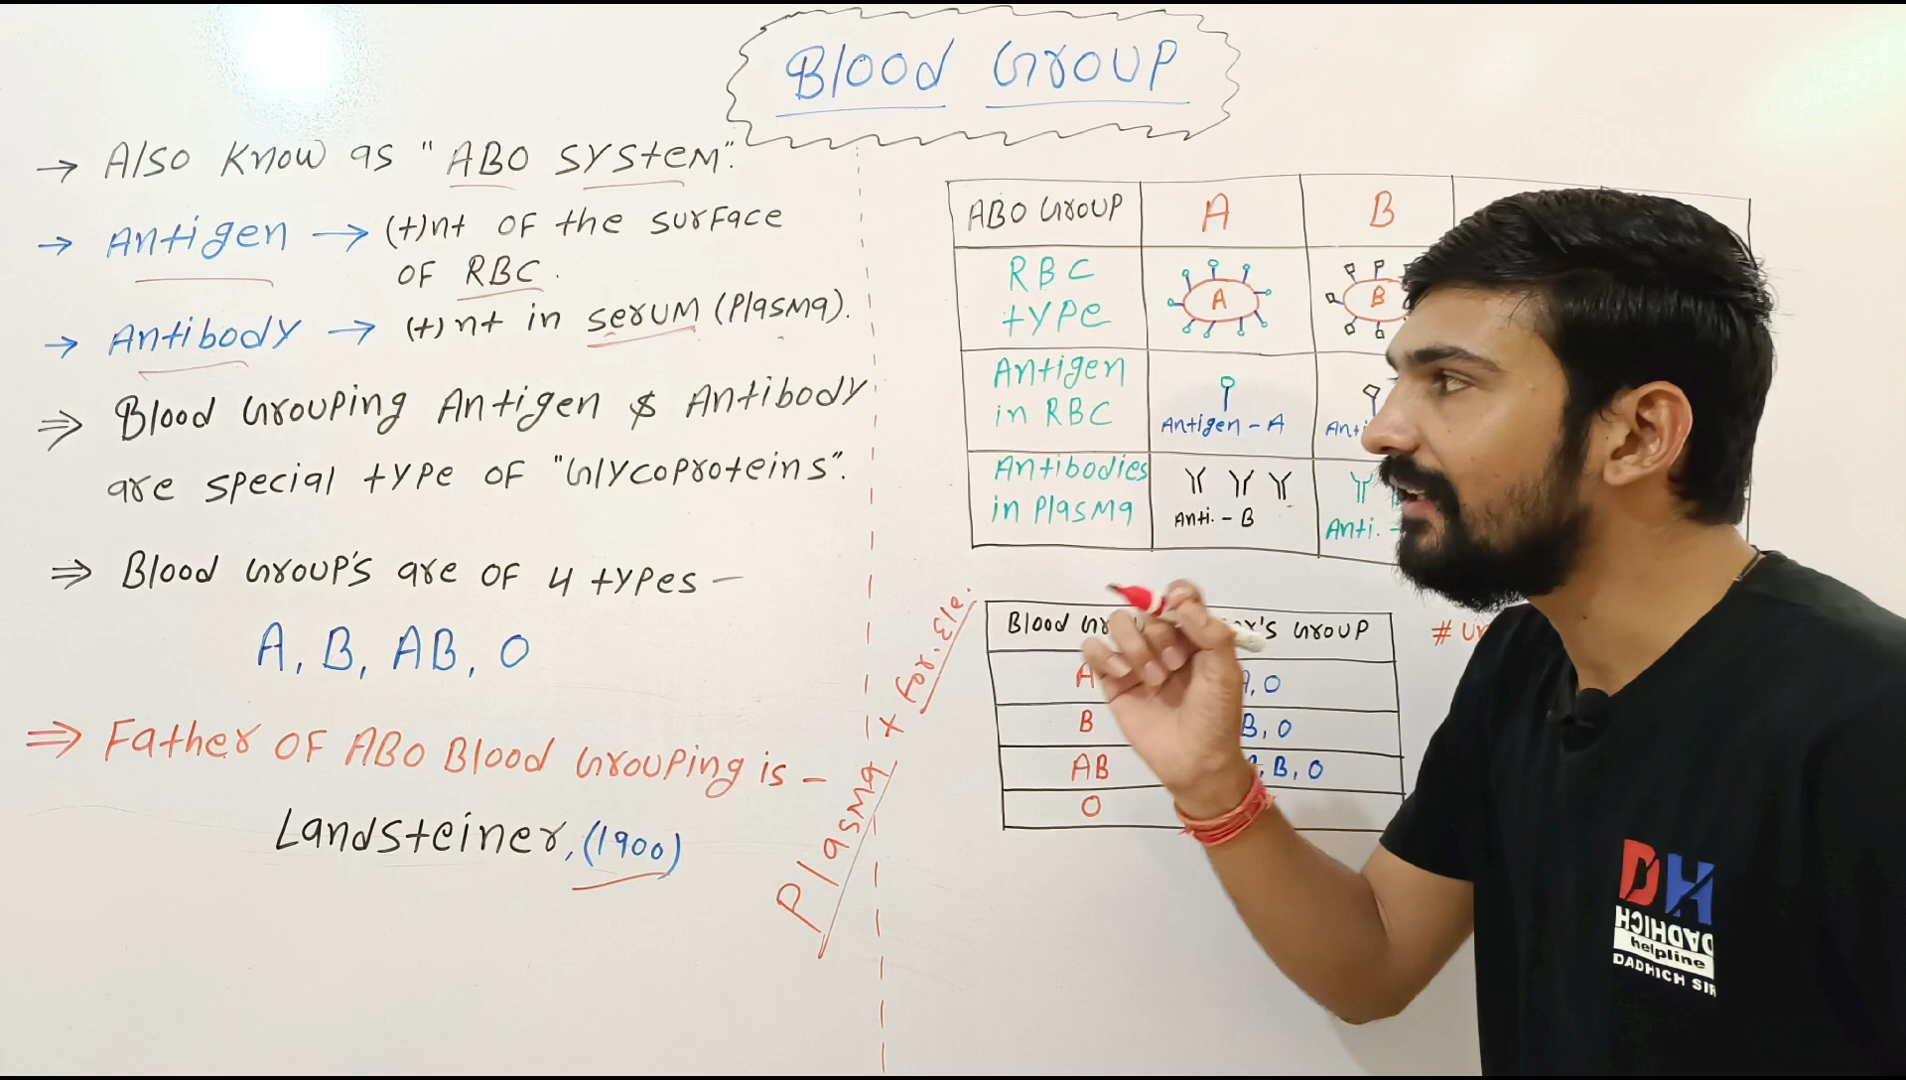 Blood Group
→ Also Know as "ABO system".
→ Antigen → (+)nt of the surface
of RBC.
→ Antibody → (+)nt in serum (Plasma).
⇒ Blood Grouping Antigen & Antibody
are special type of "Glycoproteins".
⇒ Blood Group's are of 4 types –
A, B, AB, O
⇒ Father of ABO Blood Grouping is –
Landsteiner, (1900)
Plasma + For. Ele.
ABO Group A B
RBC
type
A B
Antigen
in RBC
Antigen - A Anti
Antibodies
in Plasma
Anti. - B Anti. -
Blood 's Group
A A, O
B B, O
AB , B, O
O
# Un
DH
DADHICH
helpline
DADHICH SIR